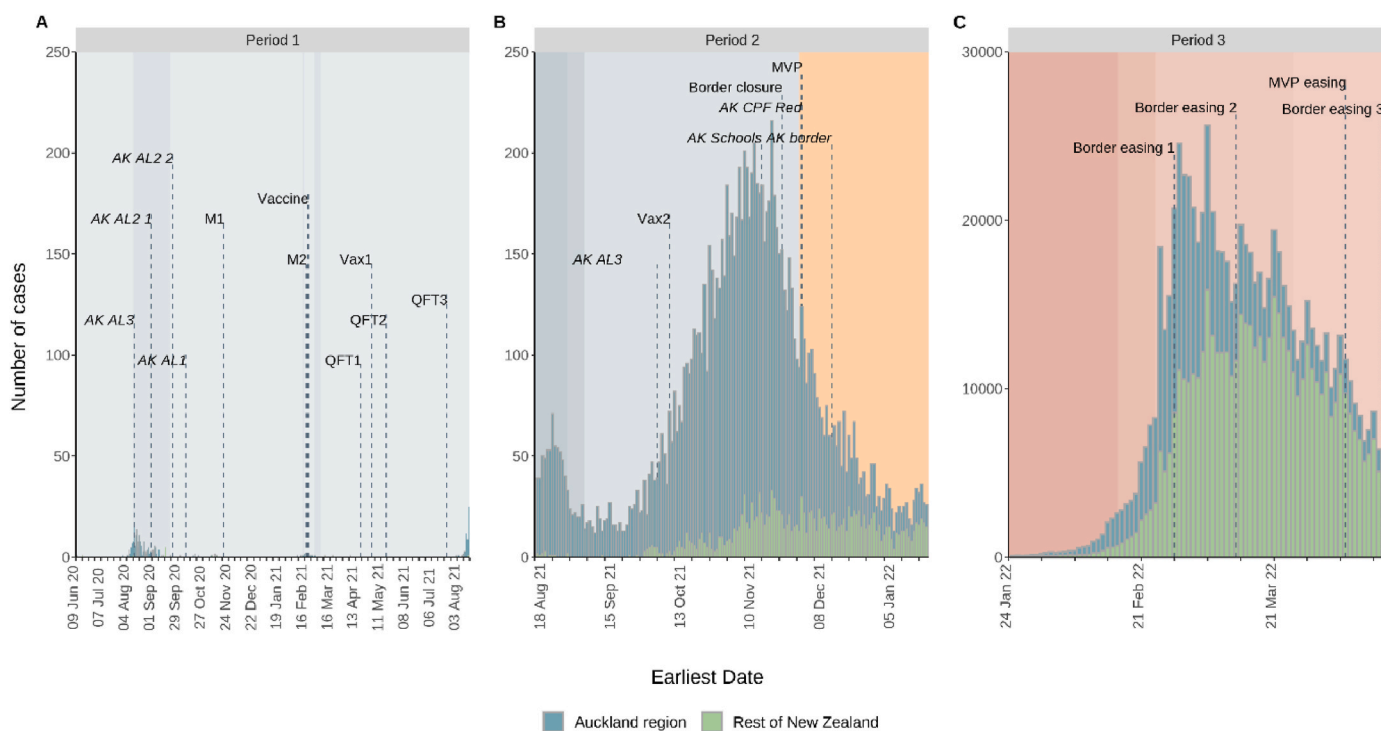 A
Period 1
Number of cases
250
200
150
100
50
0
AK AL2 2
Vaccine
AK AL2 1
M1
M2
Vax1
QFT3
AK AL3
QFT2
AK AL1
QFT1
09 Jun 20
07 Jul 20
04 Aug 20
01 Sep 20
29 Sep 20
27 Oct 20
24 Nov 20
22 Dec 20
19 Jan 21
16 Feb 21
16 Mar 21
13 Apr 21
11 May 21
08 Jun 21
06 Jul 21
03 Aug 21
B
Period 2
250
200
150
100
50
0
MVP
Border closure
AK CPF Red
AK Schools AK border
Vax2
AK AL3
18 Aug 21
15 Sep 21
13 Oct 21
10 Nov 21
08 Dec 21
05 Jan 22
C
Period 3
30000
20000
10000
0
MVP easing
Border easing 2
Border easing 3
Border easing 1
24 Jan 22
21 Feb 22
21 Mar 22
Earliest Date
Auckland region
Rest of New Zealand